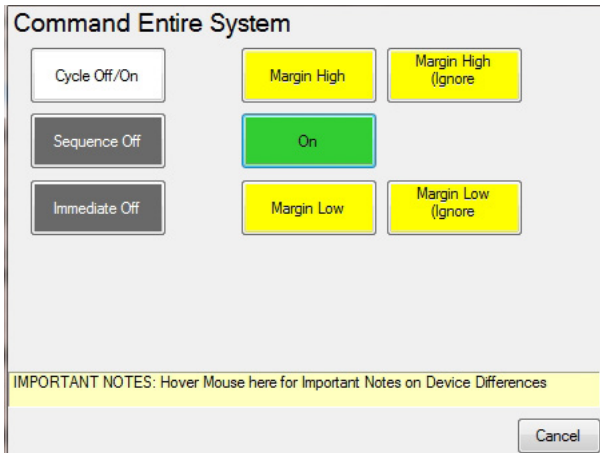 Command Entire System
Cycle Off/On
Margin High
Margin High
(Ignore
Sequence Off
On
Immediate Off
Margin Low
Margin Low
(Ignore
IMPORTANT NOTES: Hover Mouse here for Important Notes on Device Differences
Cancel